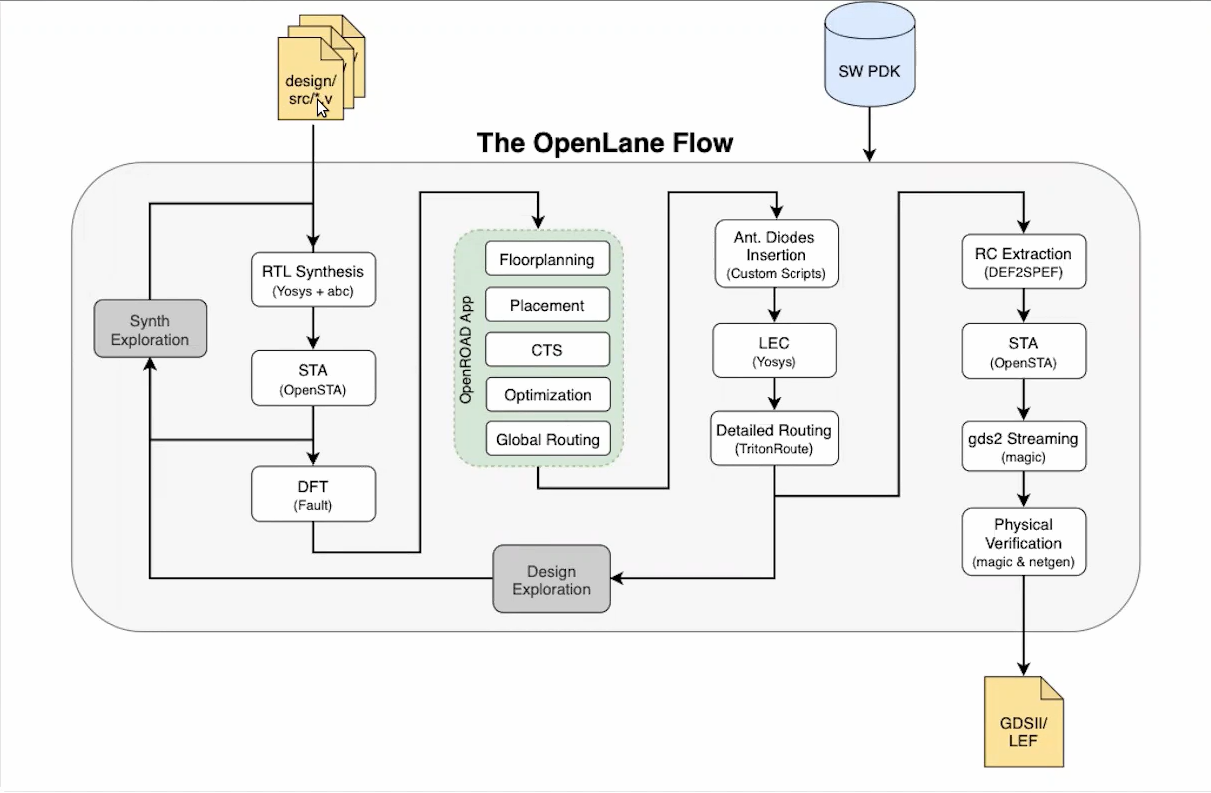 design/
src/*.v
SW PDK
The OpenLane Flow
RTL Synthesis
(Yosys + abc)
Synth
Exploration
STA
(OpenSTA)
DFT
(Fault)
OpenROAD App
Floorplanning
Placement
CTS
Optimization
Global Routing
Design
Exploration
Ant. Diodes
Insertion
(Custom Scripts)
LEC
(Yosys)
Detailed Routing
(TritonRoute)
RC Extraction
(DEF2SPEF)
STA
(OpenSTA)
gds2 Streaming
(magic)
Physical
Verification
(magic & netgen)
GDSII/
LEF